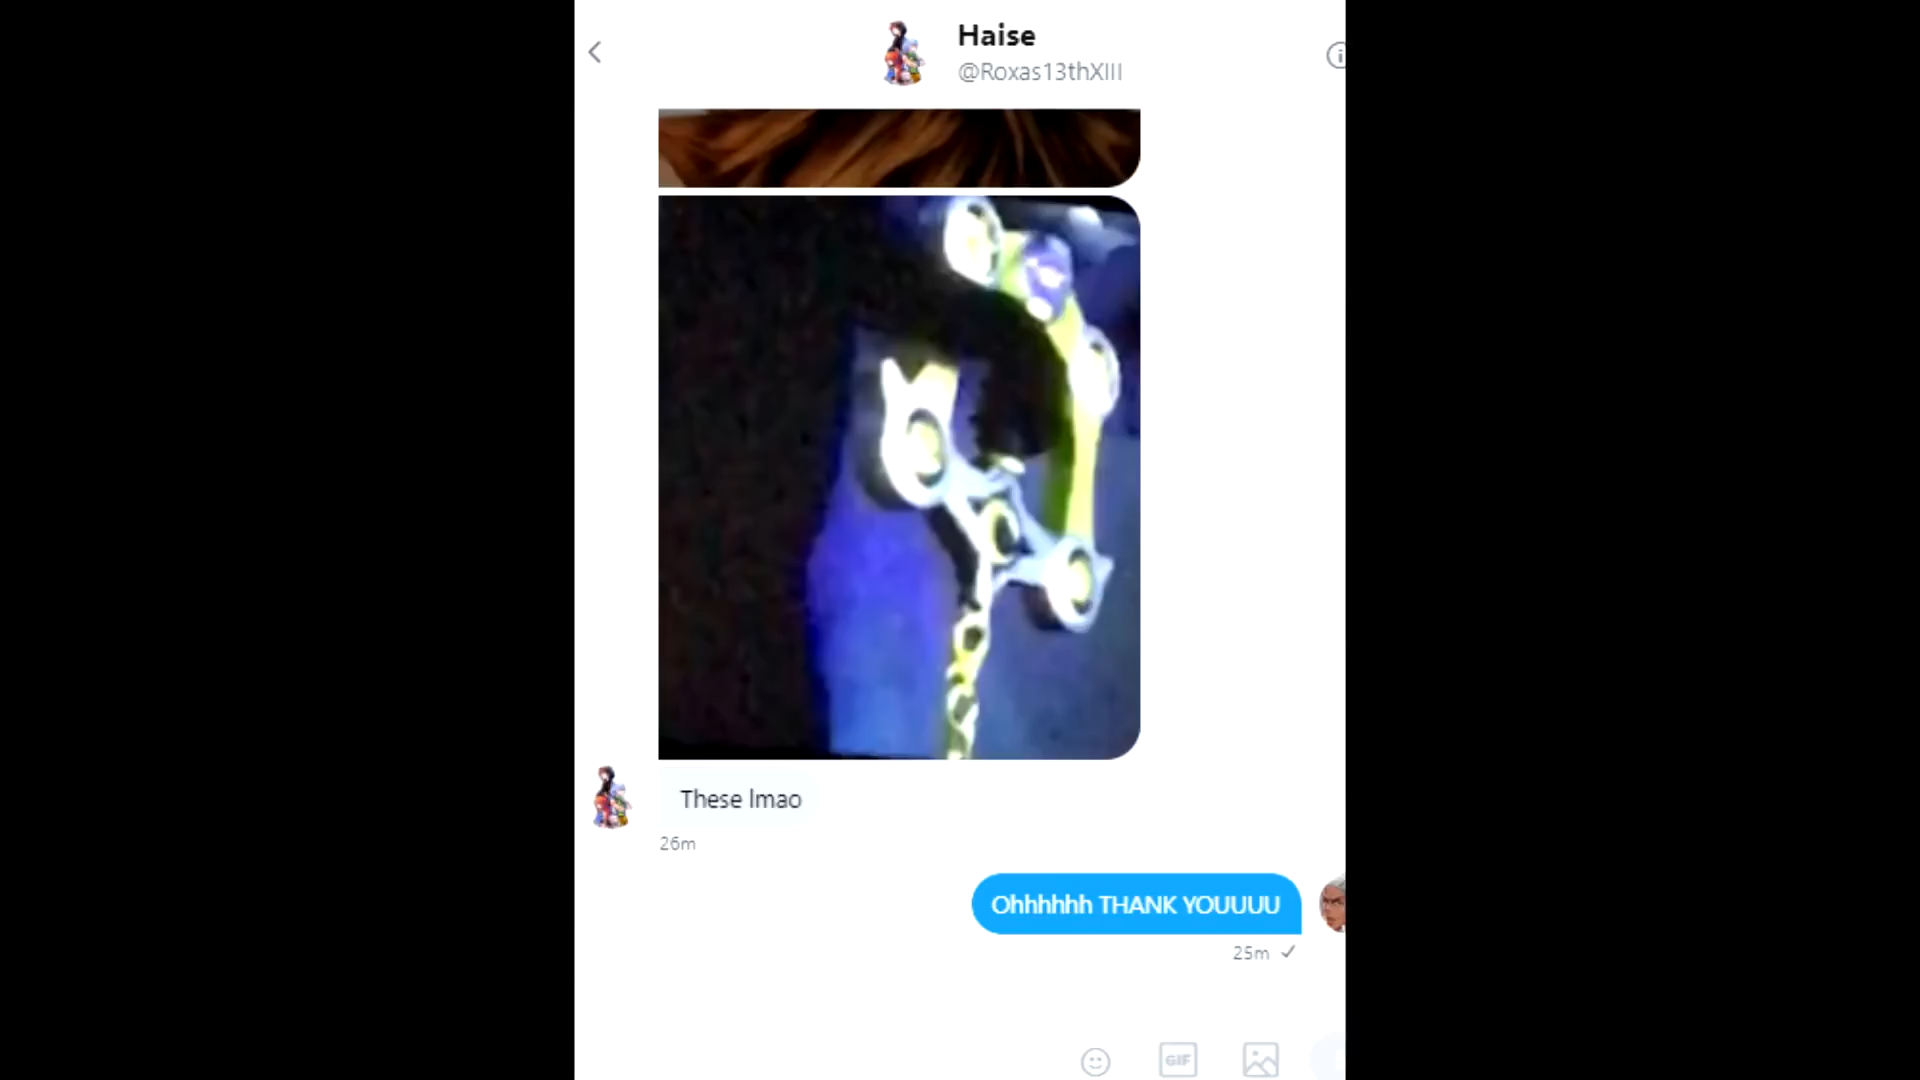 Haise
@Roxas13thXIII
These lmao
26m
Ohhhhhh THANK YOUUUU
25m
GIF